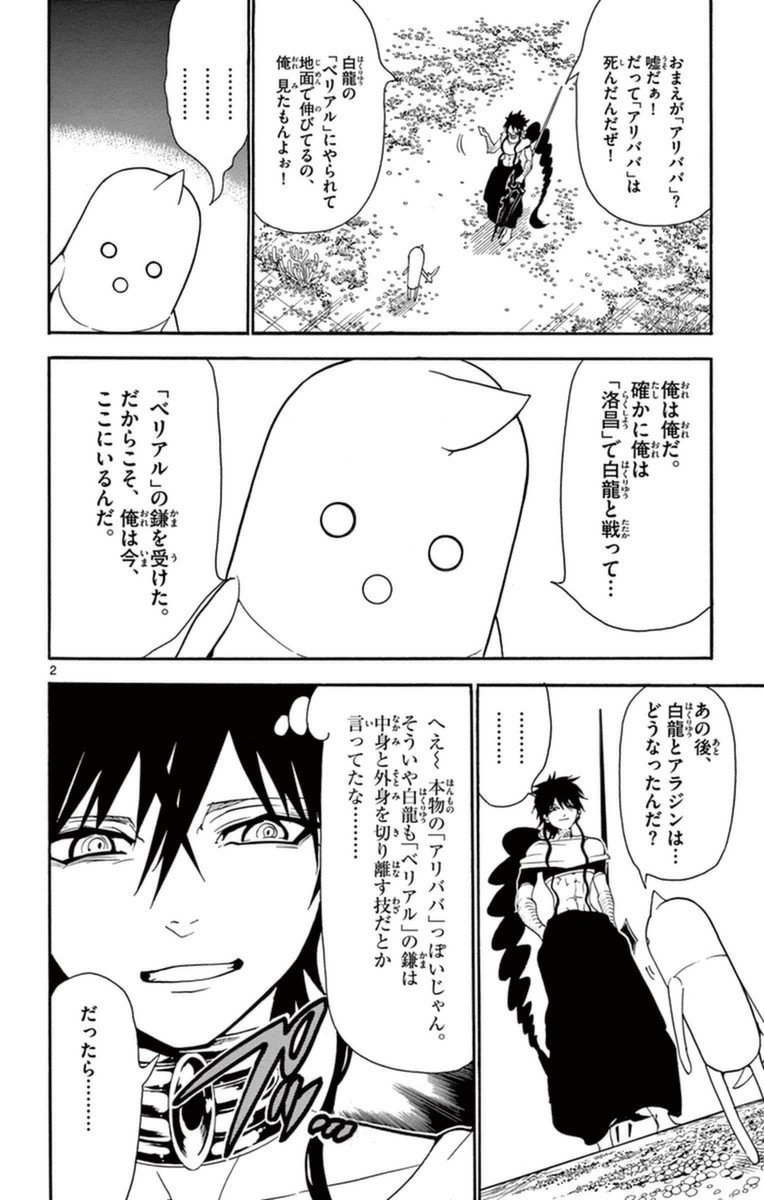 おまえが「アリババ」？
嘘だぁ！
だって「アリババ」は
死んだんだぜ！
白龍の
「ベリアル」にやられて
地面で伸びてるの、
俺 見たもんよぉ！
………
………
俺は俺だ。
確かに俺は
「洛昌」で白龍と戦って…
「ベリアル」の鎌を受けた。
だからこそ、俺は今、
ここにいるんだ。
2
あの後、
白龍とアラジンは…
どうなったんだ？
………
………
へえ〜 本物の「アリババ」っぽいじゃん。
そういや白龍も「ベリアル」の鎌は
中身と外身を切り離す技だとか
言ってたな………
プッ…
だったら………